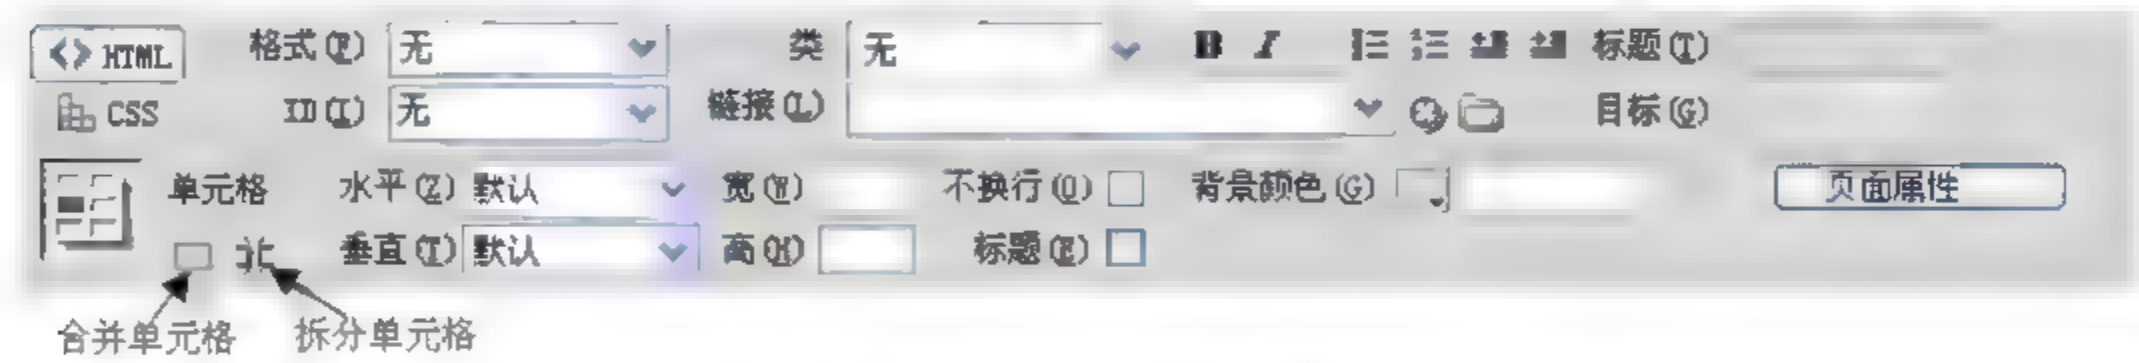 <> HTML 格式(F) 无 类 无 B I 标题(T)
CSS ID(I) 无 链接(L) 目标(G)
单元格 水平(Z) 默认 宽(W) 不换行(O) 背景颜色(G) 页面属性
垂直(T) 默认 高(H) 标题(E)
合并单元格 拆分单元格